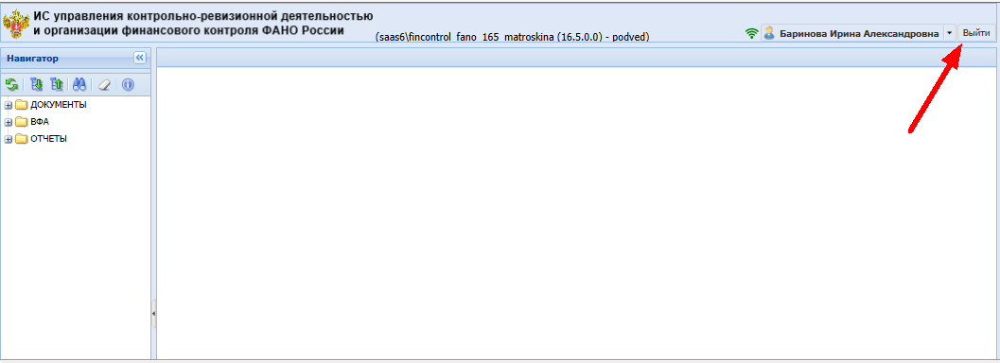 ИС управления контрольно-ревизионной деятельностью
и организации финансового контроля ФАНО России
(saas6\fincontrol_fano_165_matroskina (16.5.0.0) - podved)
Баринова Ирина Александровна
Выйти
Навигатор
ДОКУМЕНТЫ
ВФА
ОТЧЕТЫ